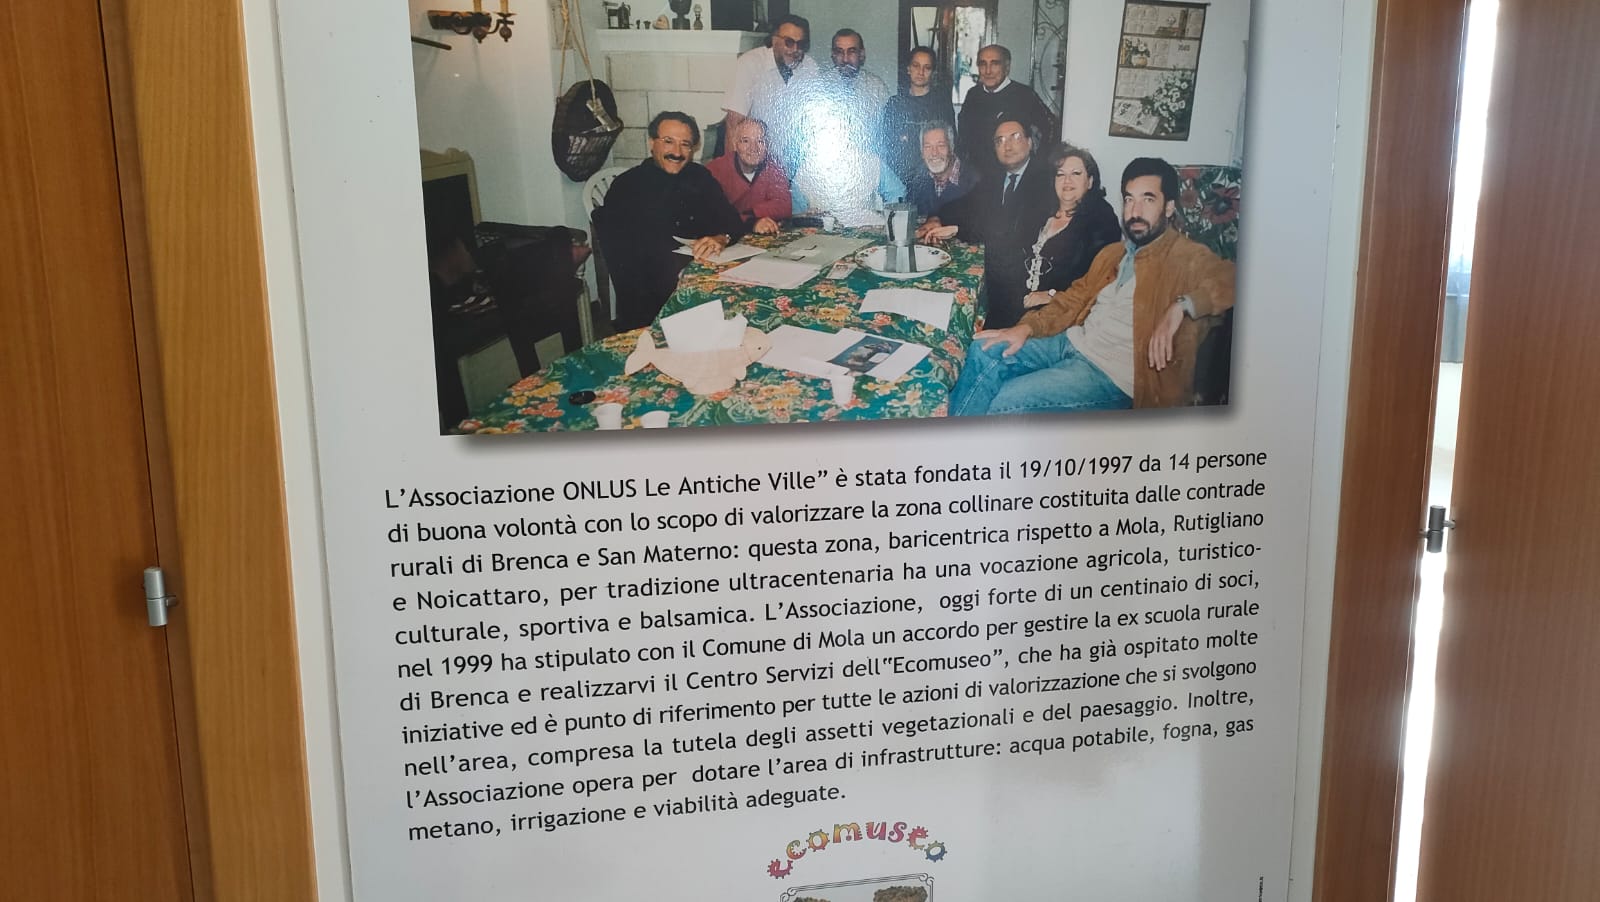 L’Associazione ONLUS Le Antiche Ville” è stata fondata il 19/10/1997 da 14 persone
di buona volontà con lo scopo di valorizzare la zona collinare costituita dalle contrade
rurali di Brenca e San Materno: questa zona, baricentrica rispetto a Mola, Rutigliano
e Noicattaro, per tradizione ultracentenaria ha una vocazione agricola, turistico-
culturale, sportiva e balsamica. L’Associazione, oggi forte di un centinaio di soci,
nel 1999 ha stipulato con il Comune di Mola un accordo per gestire la ex scuola rurale
di Brenca e realizzarvi il Centro Servizi dell“Ecomuseo”, che ha già ospitato molte
iniziative ed è punto di riferimento per tutte le azioni di valorizzazione che si svolgono
nell’area, compresa la tutela degli assetti vegetazionali e del paesaggio. Inoltre,
l’Associazione opera per dotare l’area di infrastrutture: acqua potabile, fogna, gas
metano, irrigazione e viabilità adeguate.
ecomuseo